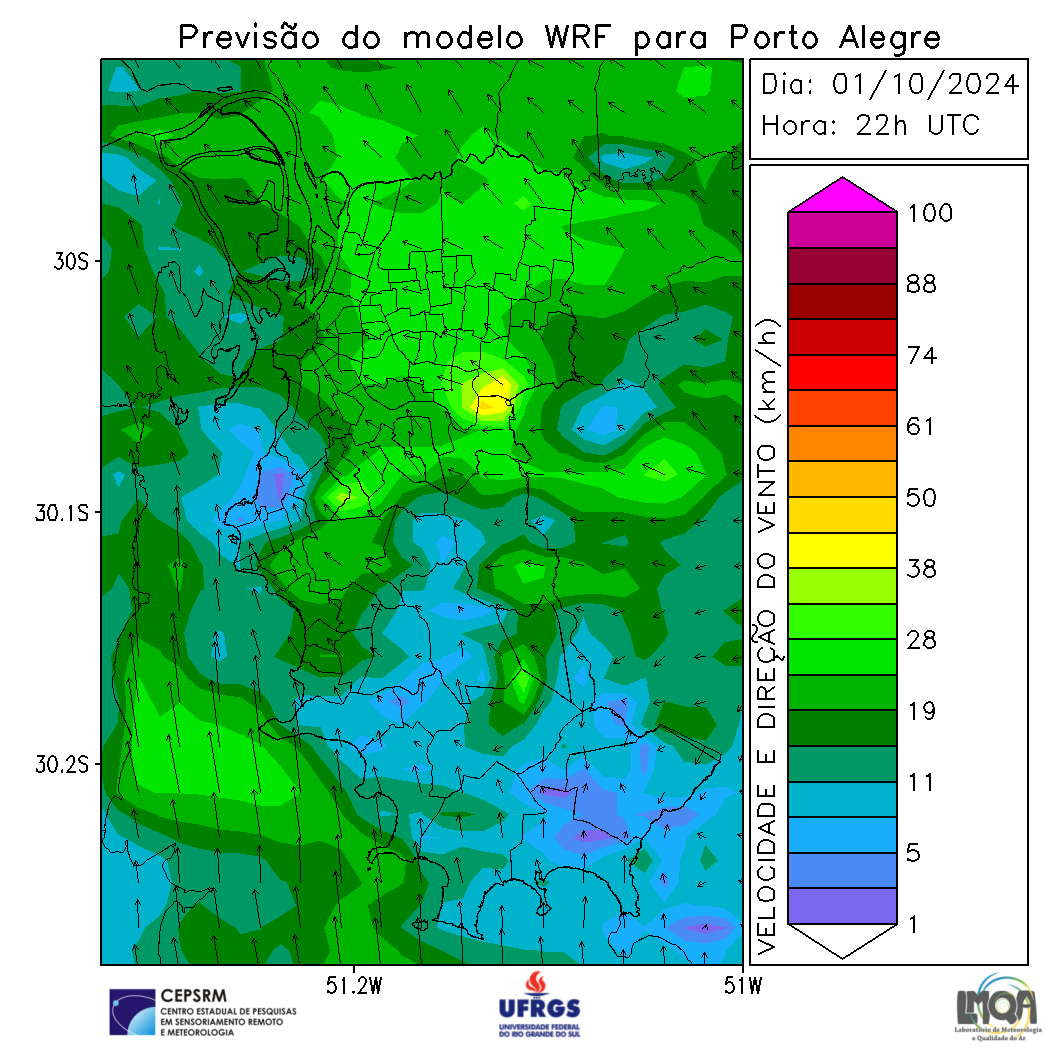 Previsão do modelo WRF para Porto Alegre
Dia: 01/10/2024
Hora: 22h UTC
30S
30.1S
30.2S
51.2W
51W
VELOCIDADE E DIREÇÃO DO VENTO (km/h)
100
88
74
61
50
38
28
19
11
5
1
CEPSRM
CENTRO ESTADUAL DE PESQUISAS
EM SENSORIAMENTO REMOTO
E METEOROLOGIA
UFRGS
UNIVERSIDADE FEDERAL
DO RIO GRANDE DO SUL
LMQA
Laboratório de Meteorologia
e Qualidade do Ar